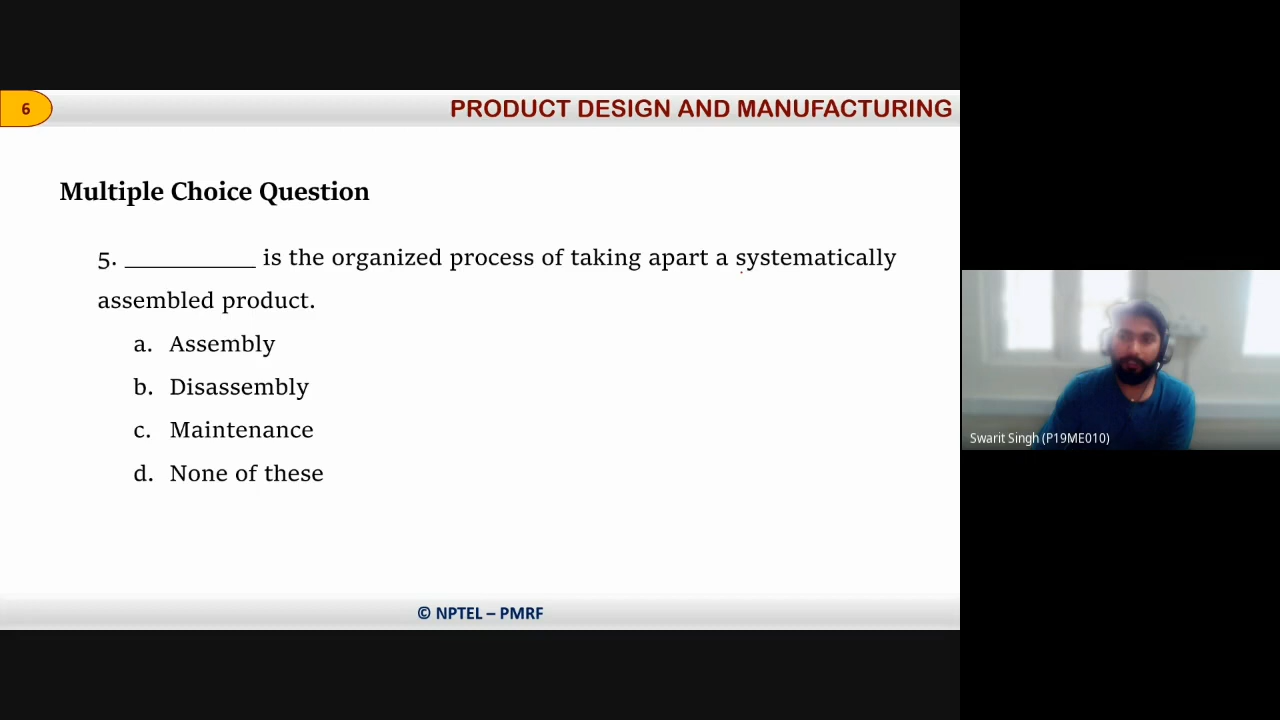 6
PRODUCT DESIGN AND MANUFACTURING
Multiple Choice Question
5. ___________ is the organized process of taking apart a systematically
assembled product.
a. Assembly
b. Disassembly
c. Maintenance
d. None of these
© NPTEL – PMRF
Swarit Singh (P19ME010)